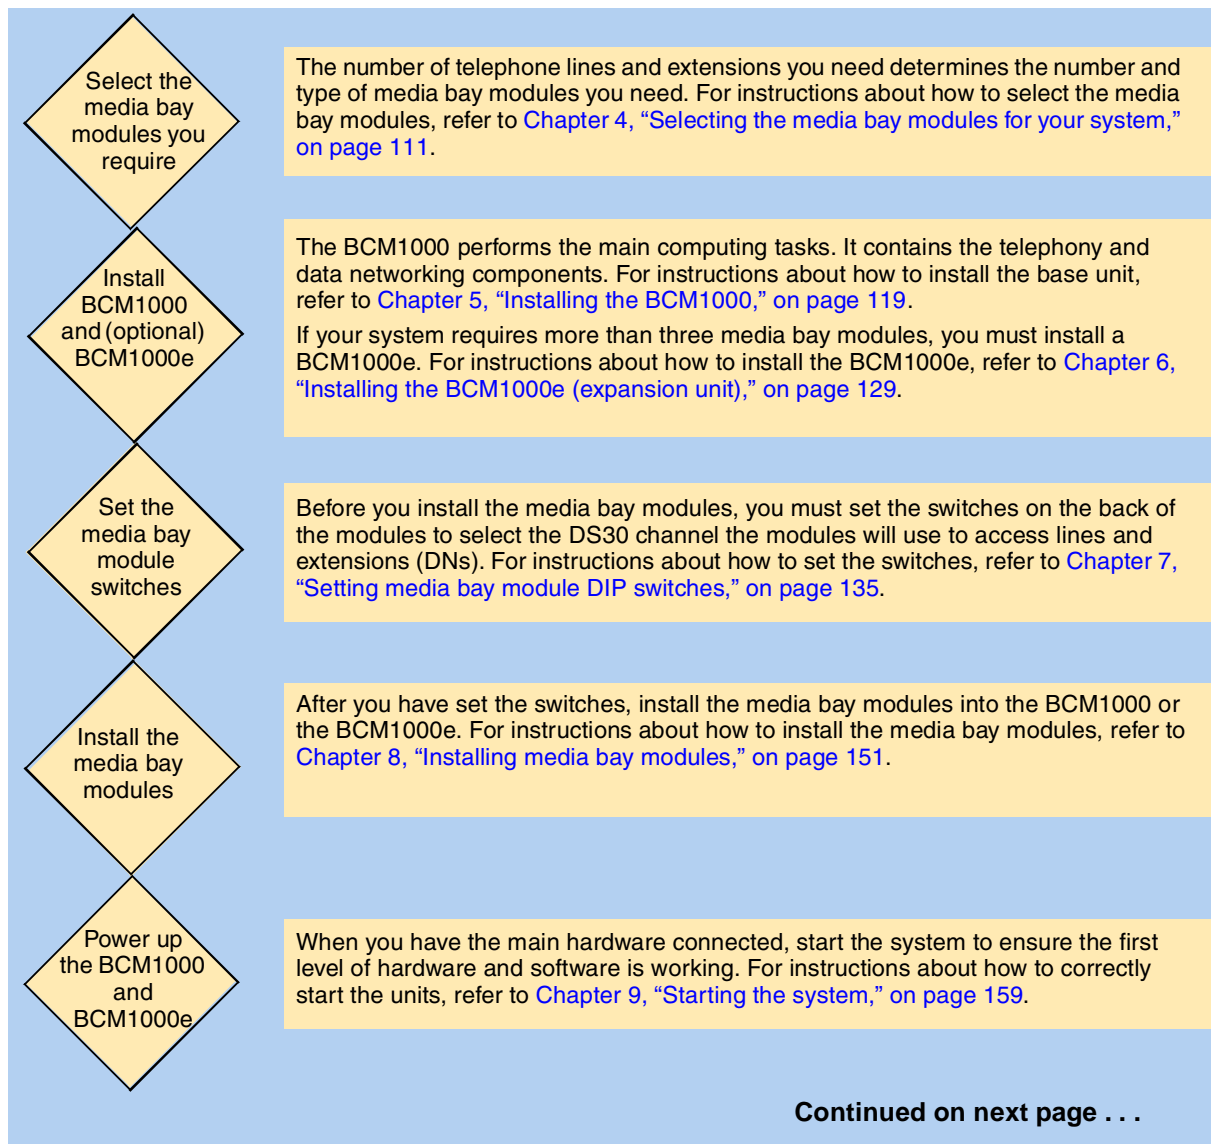 Select the
media bay
modules you
require
The number of telephone lines and extensions you need determines the number and
type of media bay modules you need. For instructions about how to select the media
bay modules, refer to Chapter 4, “Selecting the media bay modules for your system,”
on page 111.
Install
BCM1000
and (optional)
BCM1000e
The BCM1000 performs the main computing tasks. It contains the telephony and
data networking components. For instructions about how to install the base unit,
refer to Chapter 5, “Installing the BCM1000,” on page 119.
If your system requires more than three media bay modules, you must install a
BCM1000e. For instructions about how to install the BCM1000e, refer to Chapter 6,
“Installing the BCM1000e (expansion unit),” on page 129.
Set the
media bay
module
switches
Before you install the media bay modules, you must set the switches on the back of
the modules to select the DS30 channel the modules will use to access lines and
extensions (DNs). For instructions about how to set the switches, refer to Chapter 7,
“Setting media bay module DIP switches,” on page 135.
Install the
media bay
modules
After you have set the switches, install the media bay modules into the BCM1000 or
the BCM1000e. For instructions about how to install the media bay modules, refer to
Chapter 8, “Installing media bay modules,” on page 151.
Power up
the BCM1000
and
BCM1000e
When you have the main hardware connected, start the system to ensure the first
level of hardware and software is working. For instructions about how to correctly
start the units, refer to Chapter 9, “Starting the system,” on page 159.
Continued on next page . . .